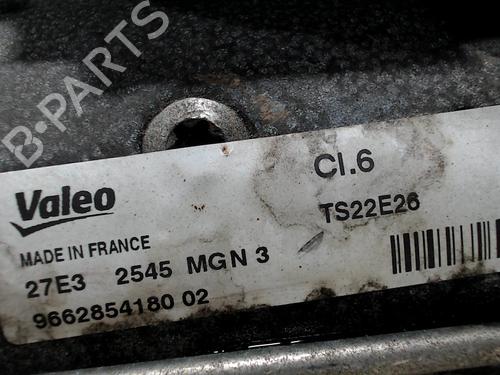 B-PARTS
Valeo
CI.6
TS22E26
MADE IN FRANCE
27E3 2545 MGN 3
9662854180 02